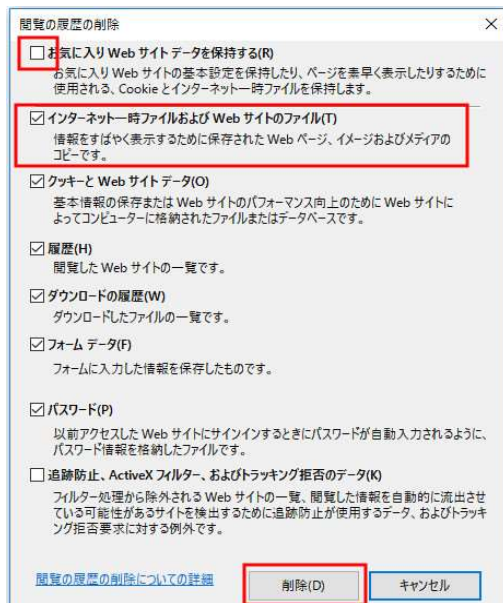 閲覧の履歴の削除
お気に入り Web サイト データを保持する(R)
お気に入り Web サイトの基本設定を保持したり、ページを素早く表示したりするために
使用される、Cookie とインターネット一時ファイルを保持します。
インターネット一時ファイルおよび Web サイトのファイル(T)
情報をすばやく表示するために保存された Web ページ、イメージおよびメディアの
コピーです。
クッキーと Web サイト データ(O)
基本情報の保存または Web サイトのパフォーマンス向上のために Web サイトに
よってコンピューターに格納されたファイルまたはデータベースです。
履歴(H)
閲覧した Web サイトの一覧です。
ダウンロードの履歴(W)
ダウンロードしたファイルの一覧です。
フォーム データ(F)
フォームに入力した情報を保存したものです。
パスワード(P)
以前アクセスした Web サイトにサインインするときにパスワードが自動入力されるように、
パスワード情報を格納したファイルです。
追跡防止、ActiveX フィルター、およびトラッキング拒否のデータ(K)
フィルター処理から除外される Web サイトの一覧、閲覧した情報を自動的に流出させ
ている可能性があるサイトを検出するために追跡防止が使用するデータ、およびトラッキ
ング拒否要求に対する例外です。
閲覧の履歴の削除についての詳細
削除(D)
キャンセル